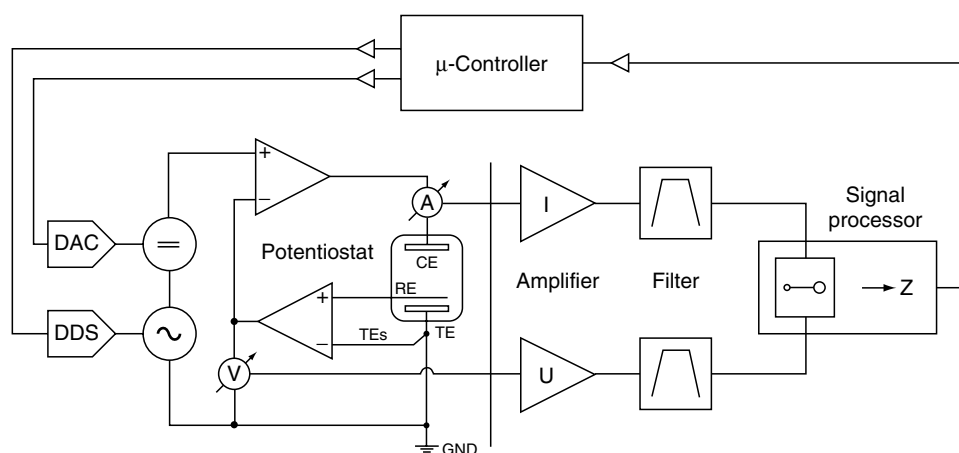 μ-Controller
+
−
A
I
Signal
processor
DAC
=
Potentiostat
CE
Amplifier
Filter
Z
RE
+
DDS
~
−
TEs
TE
V
U
GND